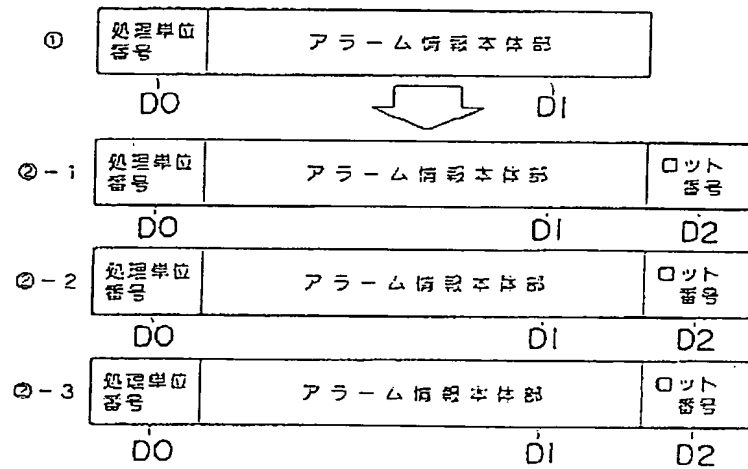 ① 処理単位 アラーム情報本体部
番号
D0 D1
②-1 処理単位 アラーム情報本体部 ロット
番号 番号
D0 D1 D2
②-2 処理単位 アラーム情報本体部 ロット
番号 番号
D0 D1 D2
②-3 処理単位 アラーム情報本体部 ロット
番号 番号
D0 D1 D2